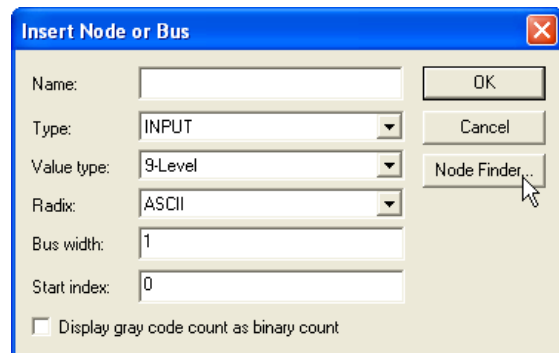 Insert Node or Bus
Name:
OK
Type: INPUT
Cancel
Value type: 9-Level
Node Finder...
Radix: ASCII
Bus width: 1
Start index: 0
Display gray code count as binary count